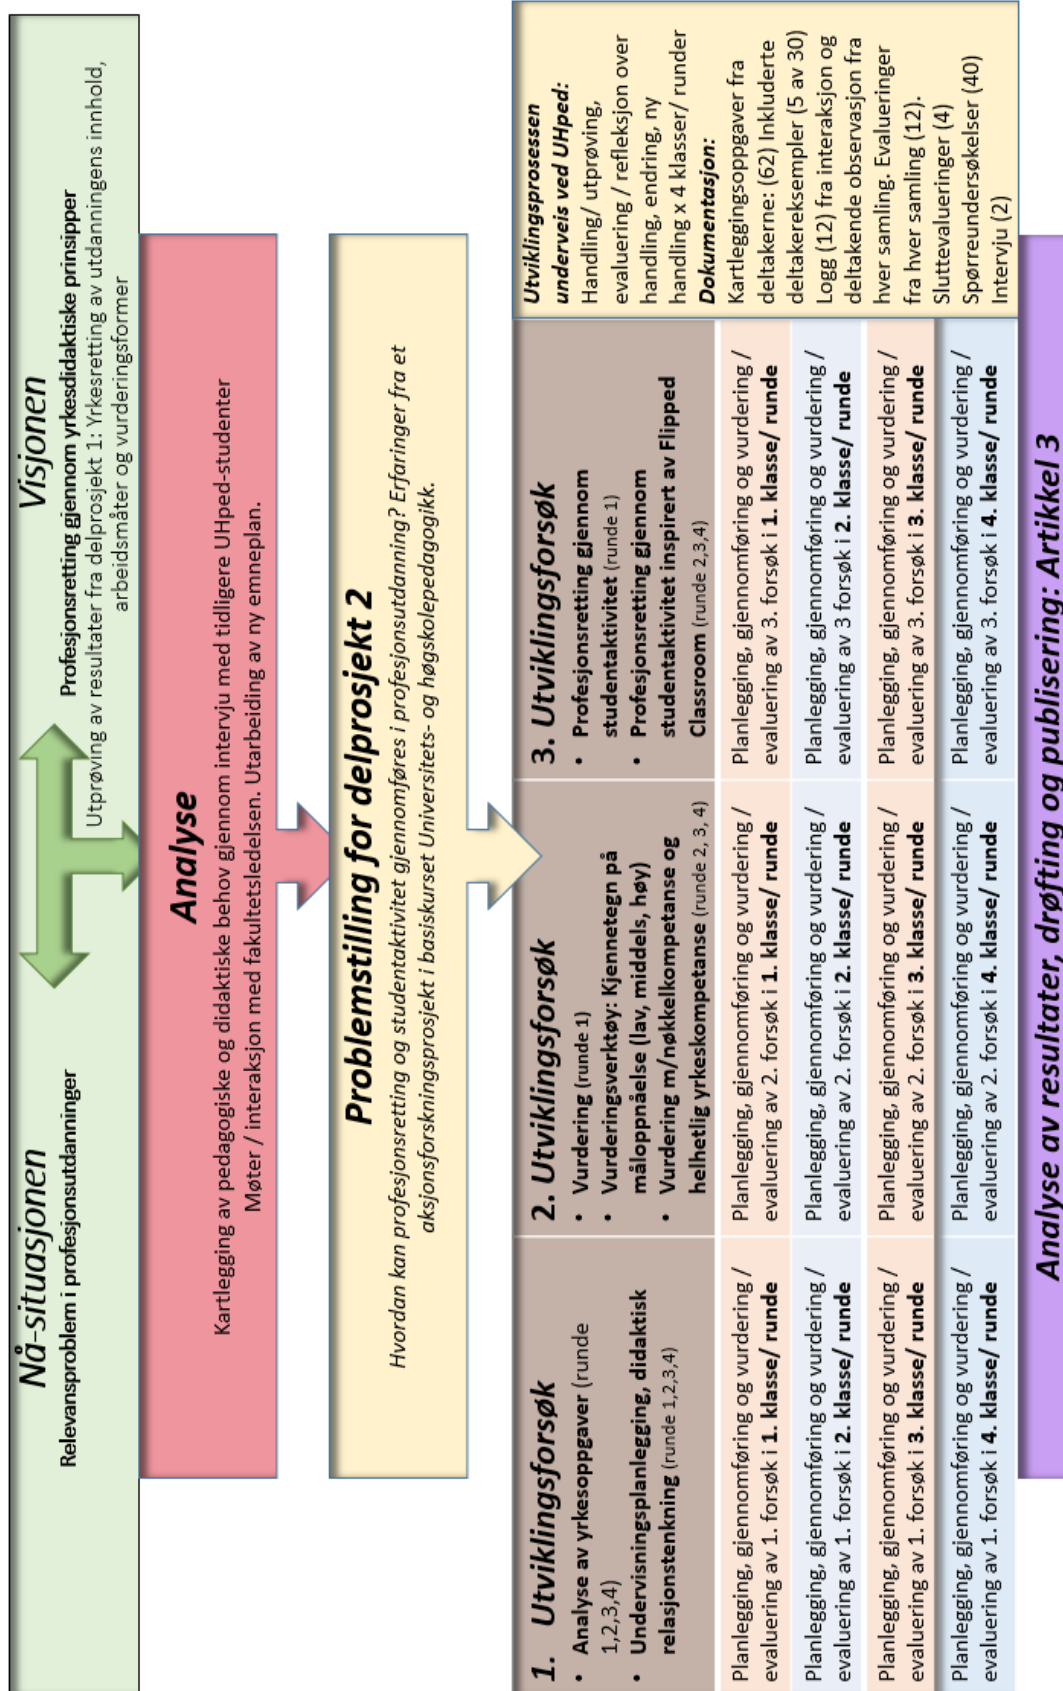 Nå-situasjonen
Relevansproblem i profesjonsutdanninger
Visjonen
Profesjonsretting gjennom yrkesdidaktiske prinsipper
Utprøving av resultater fra delprosjekt 1: Yrkesretting av utdanningens innhold,
arbeidsmåter og vurderingsformer
Analyse
Kartlegging av pedagogiske og didaktiske behov gjennom intervju med tidligere UHped-studenter
Møter / interaksjon med fakultetsledelsen. Utarbeiding av ny emneplan.
Problemstilling for delprosjekt 2
Hvordan kan profesjonsretting og studentaktivitet gjennomføres i profesjonsutdanning? Erfaringer fra et
aksjonsforskningsprosjekt i basiskurset Universitets- og høgskolepedagogikk.
1. Utviklingsforsøk
• Analyse av yrkesoppgaver (runde
1,2,3,4)
• Undervisningsplanlegging, didaktisk
relasjonstenkning (runde 1,2,3,4)
2. Utviklingsforsøk
• Vurdering (runde 1)
• Vurderingsverktøy: Kjennetegn på
måloppnåelse (lav, middels, høy)
• Vurdering m/nøkkelkompetanse og
helhetlig yrkeskompetanse (runde 2, 3, 4)
3. Utviklingsforsøk
• Profesjonsretting gjennom
studentaktivitet (runde 1)
• Profesjonsretting gjennom
studentaktivitet inspirert av Flipped
Classroom (runde 2,3,4)
Planlegging, gjennomføring og vurdering /
evaluering av 1. forsøk i 1. klasse/ runde
Planlegging, gjennomføring og vurdering /
evaluering av 2. forsøk i 1. klasse/ runde
Planlegging, gjennomføring og vurdering /
evaluering av 3. forsøk i 1. klasse/ runde
Planlegging, gjennomføring og vurdering /
evaluering av 1. forsøk i 2. klasse/ runde
Planlegging, gjennomføring og vurdering /
evaluering av 2. forsøk i 2. klasse/ runde
Planlegging, gjennomføring og vurdering /
evaluering av 3 forsøk i 2. klasse/ runde
Planlegging, gjennomføring og vurdering /
evaluering av 1. forsøk i 3. klasse/ runde
Planlegging, gjennomføring og vurdering /
evaluering av 2. forsøk i 3. klasse/ runde
Planlegging, gjennomføring og vurdering /
evaluering av 3. forsøk i 3. klasse/ runde
Planlegging, gjennomføring og vurdering /
evaluering av 1. forsøk i 4. klasse/ runde
Planlegging, gjennomføring og vurdering /
evaluering av 2. forsøk i 4. klasse/ runde
Planlegging, gjennomføring og vurdering /
evaluering av 3. forsøk i 4. klasse/ runde
Utviklingsprosessen
underveis ved UHped:
Handling/ utprøving,
evaluering / refleksjon over
handling, endring, ny
handling x 4 klasser/ runder
Dokumentasjon:
Kartleggingsoppgaver fra
deltakerne: (62) Inkluderte
deltakereksempler (5 av 30)
Logg (12) fra interaksjon og
deltakende observasjon fra
hver samling. Evalueringer
fra hver samling (12).
Sluttevalueringer (4)
Spørreundersøkelser (40)
Intervju (2)
Analyse av resultater, drøfting og publisering: Artikkel 3